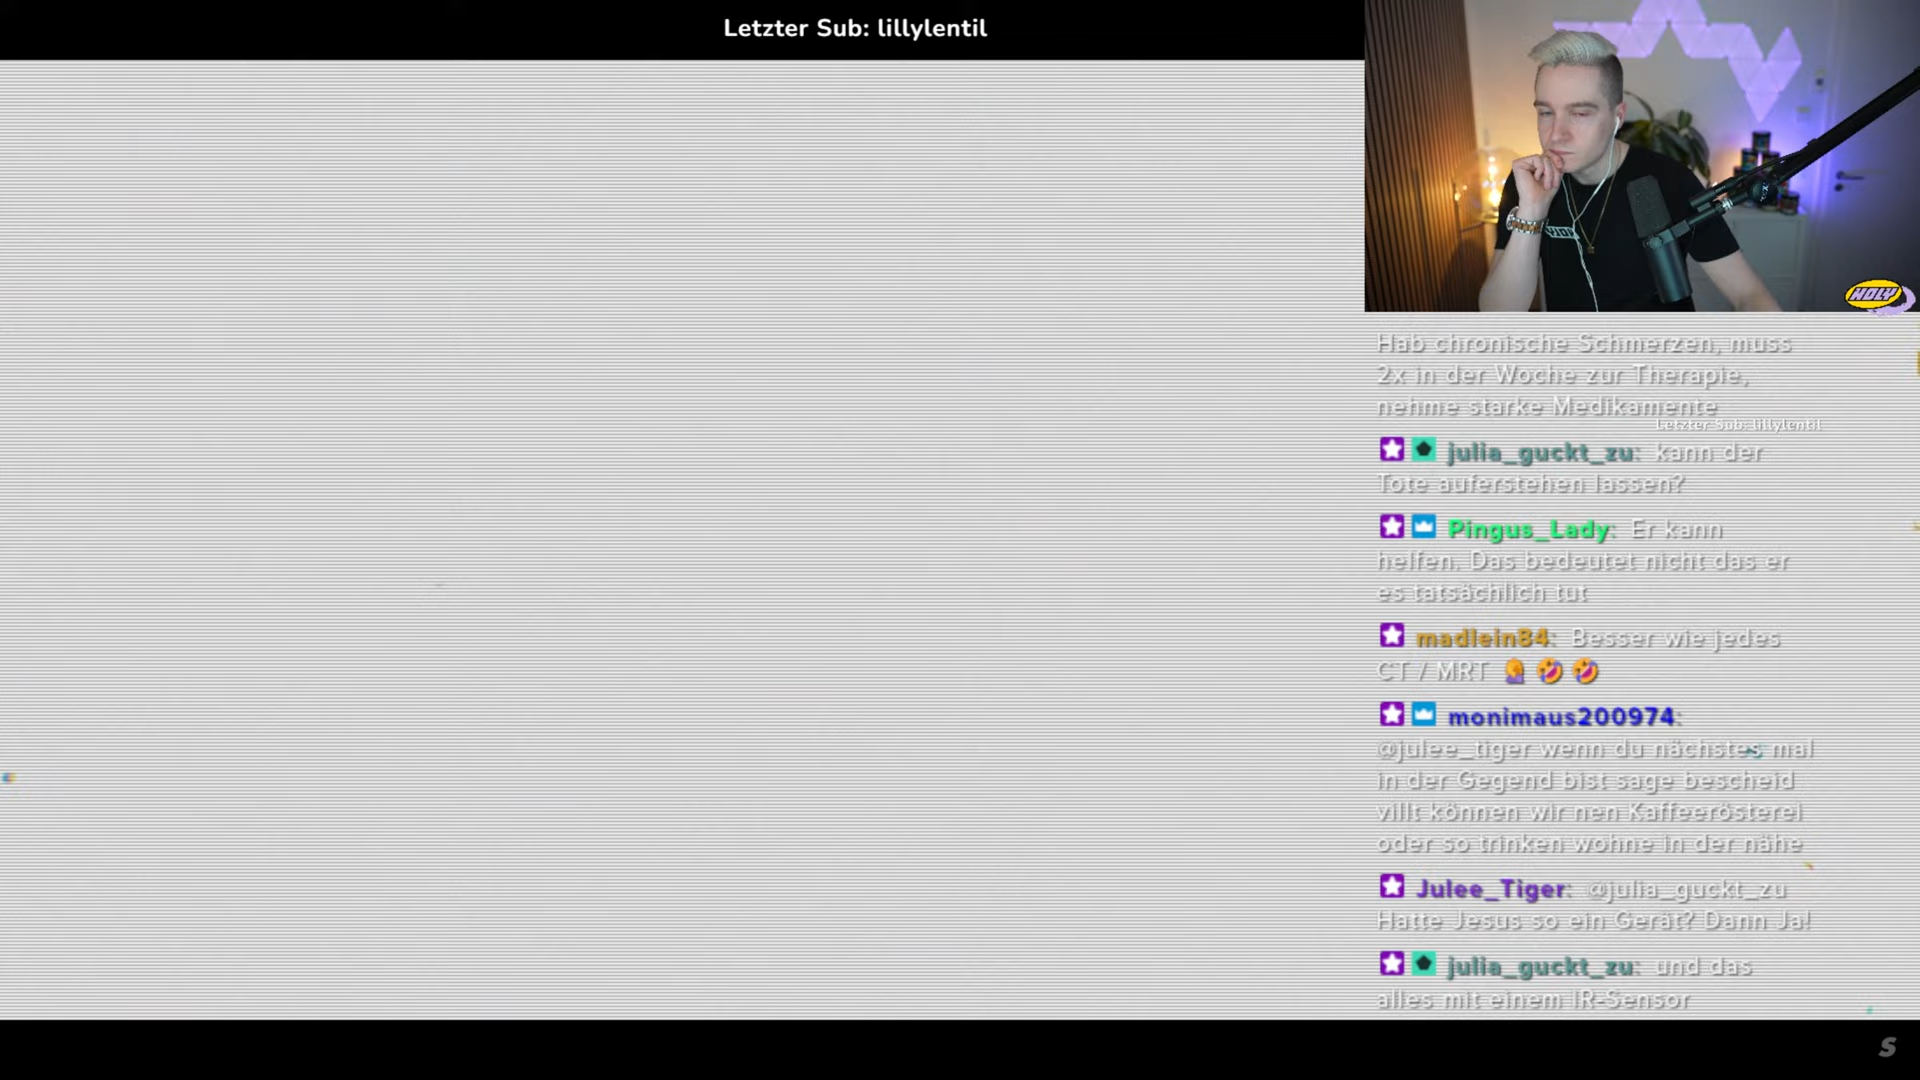 Letzter Sub: lillylentil
HOLY
Hab chronische Schmerzen, muss
2x in der Woche zur Therapie,
nehme starke Medikamente
Letzter Sub: lillylentil
julia_guckt_zu: kann der
Tote auferstehen lassen?
Pingus_Lady: Er kann
helfen. Das bedeutet nicht das er
es tatsächlich tut
madlein84: Besser wie jedes
CT / MRT
monimaus200974:
@julee_tiger wenn du nächstes mal
in der Gegend bist sage bescheid
villt können wir nen Kaffeerösterei
oder so trinken wohne in der nähe
Julee_Tiger: @julia_guckt_zu
Hatte Jesus so ein Gerät? Dann Ja!
julia_guckt_zu: und das
alles mit einem IR-Sensor
S